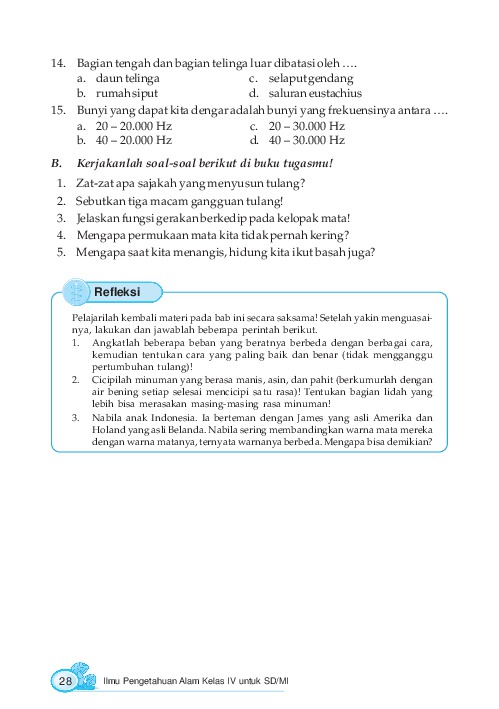 14. Bagian tengah dan bagian telinga luar dibatasi oleh ….
a. daun telinga c. selaput gendang
b. rumah siput d. saluran eustachius
15. Bunyi yang dapat kita dengar adalah bunyi yang frekuensinya antara ….
a. 20 – 20.000 Hz c. 20 – 30.000 Hz
b. 40 – 20.000 Hz d. 40 – 30.000 Hz
B. Kerjakanlah soal-soal berikut di buku tugasmu!
1. Zat-zat apa sajakah yang menyusun tulang?
2. Sebutkan tiga macam gangguan tulang!
3. Jelaskan fungsi gerakan berkedip pada kelopak mata!
4. Mengapa permukaan mata kita tidak pernah kering?
5. Mengapa saat kita menangis, hidung kita ikut basah juga?
Refleksi
Pelajarilah kembali materi pada bab ini secara saksama! Setelah yakin menguasai-
nya, lakukan dan jawablah beberapa perintah berikut.
1. Angkatlah beberapa beban yang beratnya berbeda dengan berbagai cara,
kemudian tentukan cara yang paling baik dan benar (tidak mengganggu
pertumbuhan tulang)!
2. Cicipilah minuman yang berasa manis, asin, dan pahit (berkumurlah dengan
air bening setiap selesai mencicipi satu rasa)! Tentukan bagian lidah yang
lebih bisa merasakan masing-masing rasa minuman!
3. Nabila anak Indonesia. Ia berteman dengan James yang asli Amerika dan
Holand yang asli Belanda. Nabila sering membandingkan warna mata mereka
dengan warna matanya, ternyata warnanya berbeda. Mengapa bisa demikian?
28 Ilmu Pengetahuan Alam Kelas IV untuk SD/MI